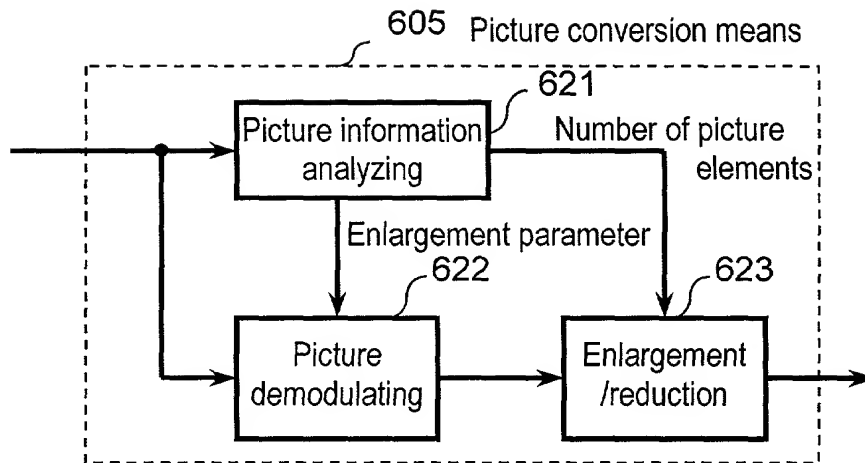 605 Picture conversion means
621
Picture information
analyzing
Number of picture
elements
Enlargement parameter
622
623
Picture
demodulating
Enlargement
/reduction